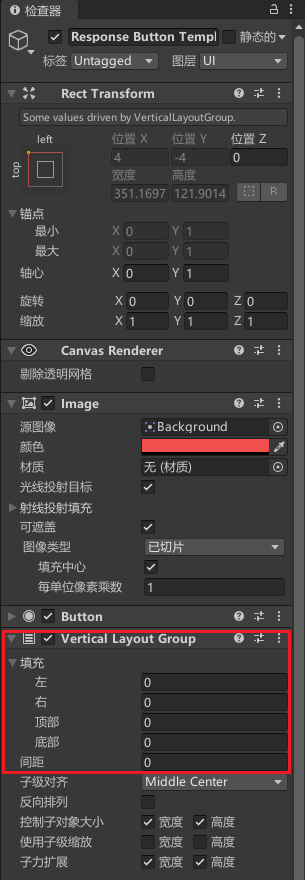 检查器
Response Button Templ 静态的
标签 Untagged 图层 UI
Rect Transform
Some values driven by VerticalLayoutGroup.
left 位置 X 位置 Y 位置 Z
top 4 -4 0
宽度 高度
351.1697 121.9014 R
锚点
最小 X 0 Y 1
最大 X 0 Y 1
轴心 X 0 Y 1
旋转 X 0 Y 0 Z 0
缩放 X 1 Y 1 Z 1
Canvas Renderer
剔除透明网格
Image
源图像 Background
颜色
材质 无 (材质)
光线投射目标
射线投射填充
可遮盖
图像类型 已切片
填充中心
每单位像素乘数 1
Button
Vertical Layout Group
填充
左 0
右 0
顶部 0
底部 0
间距 0
子级对齐 Middle Center
反向排列
控制子对象大小 宽度 高度
使用子级缩放 宽度 高度
子力扩展 宽度 高度